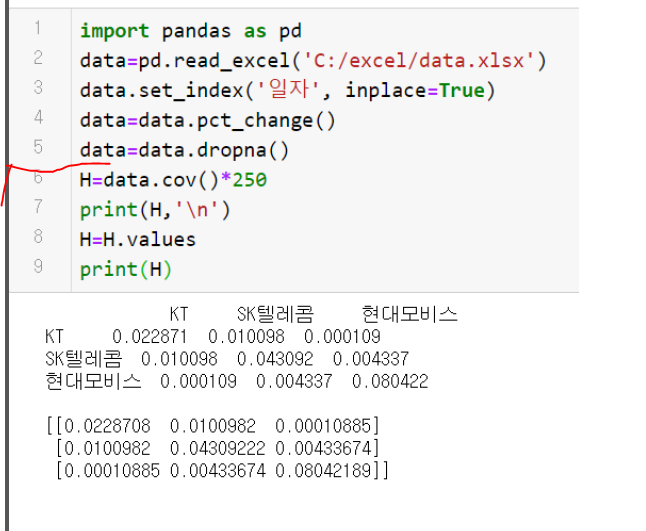 1 import pandas as pd
2 data=pd.read_excel('C:/excel/data.xlsx')
3 data.set_index('일자', inplace=True)
4 data=data.pct_change()
5 data=data.dropna()
6 H=data.cov()*250
7 print(H,'\n')
8 H=H.values
9 print(H)
KT SK텔레콤 현대모비스
KT 0.022871 0.010098 0.000109
SK텔레콤 0.010098 0.043092 0.004337
현대모비스 0.000109 0.004337 0.080422
[[0.0228708 0.0100982 0.00010885]
[0.0100982 0.04309222 0.00433674]
[0.00010885 0.00433674 0.08042189]]